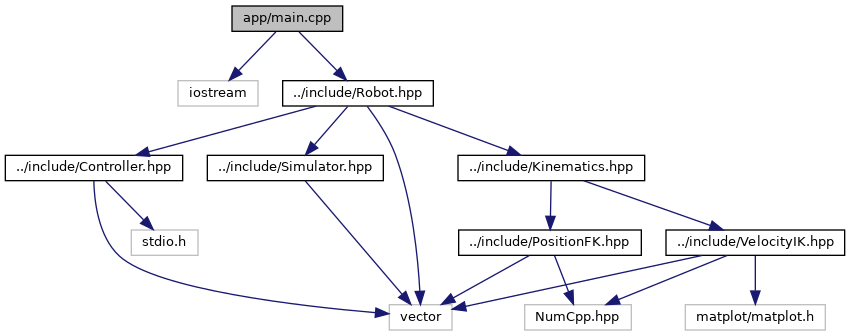 app/main.cpp
iostream
../include/Robot.hpp
../include/Controller.hpp
../include/Simulator.hpp
../include/Kinematics.hpp
stdio.h
../include/PositionFK.hpp
../include/VelocityIK.hpp
vector
NumCpp.hpp
matplot/matplot.h